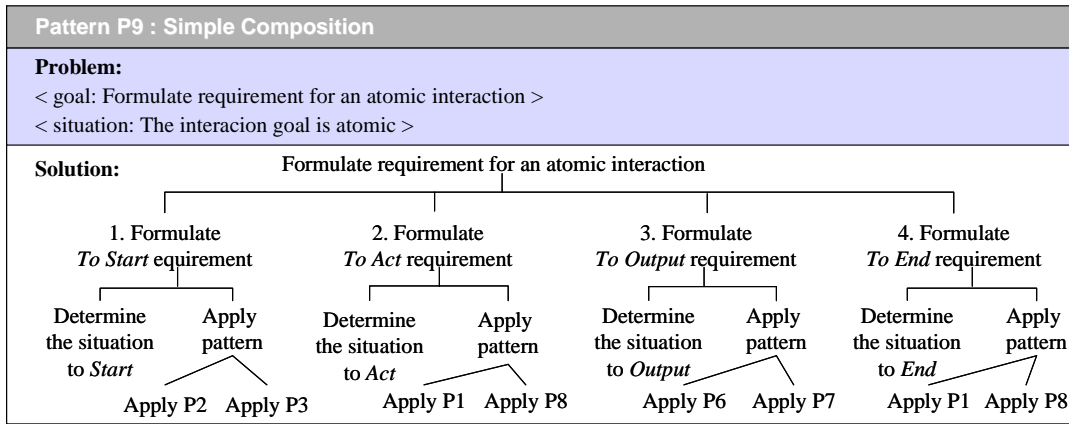 Pattern P9 : Simple Composition
Problem:
< goal: Formulate requirement for an atomic interaction >
< situation: The interacion goal is atomic >
Solution:
Formulate requirement for an atomic interaction
1. Formulate
To Start equirement
2. Formulate
To Act requirement
3. Formulate
To Output requirement
4. Formulate
To End requirement
Determine
the situation
to Start
Apply
pattern
Determine
the situation
to Act
Apply
pattern
Determine
the situation
to Output
Apply
pattern
Determine
the situation
to End
Apply
pattern
Apply P2
Apply P3
Apply P1
Apply P8
Apply P6
Apply P7
Apply P1
Apply P8